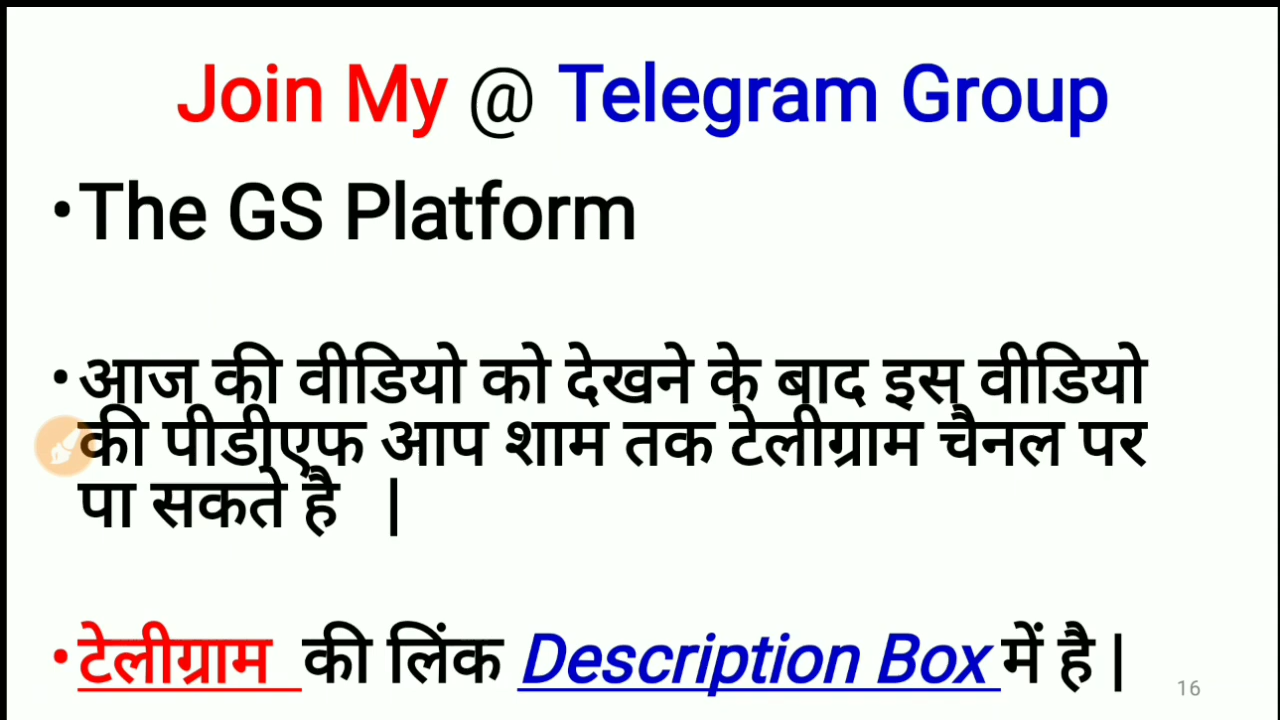 Join My @ Telegram Group
•The GS Platform
•आज की वीडियो को देखने के बाद इस वीडियो
की पीडीएफ आप शाम तक टेलीग्राम चैनल पर
पा सकते है |
•टेलीग्राम की लिंक Description Box में है |
16